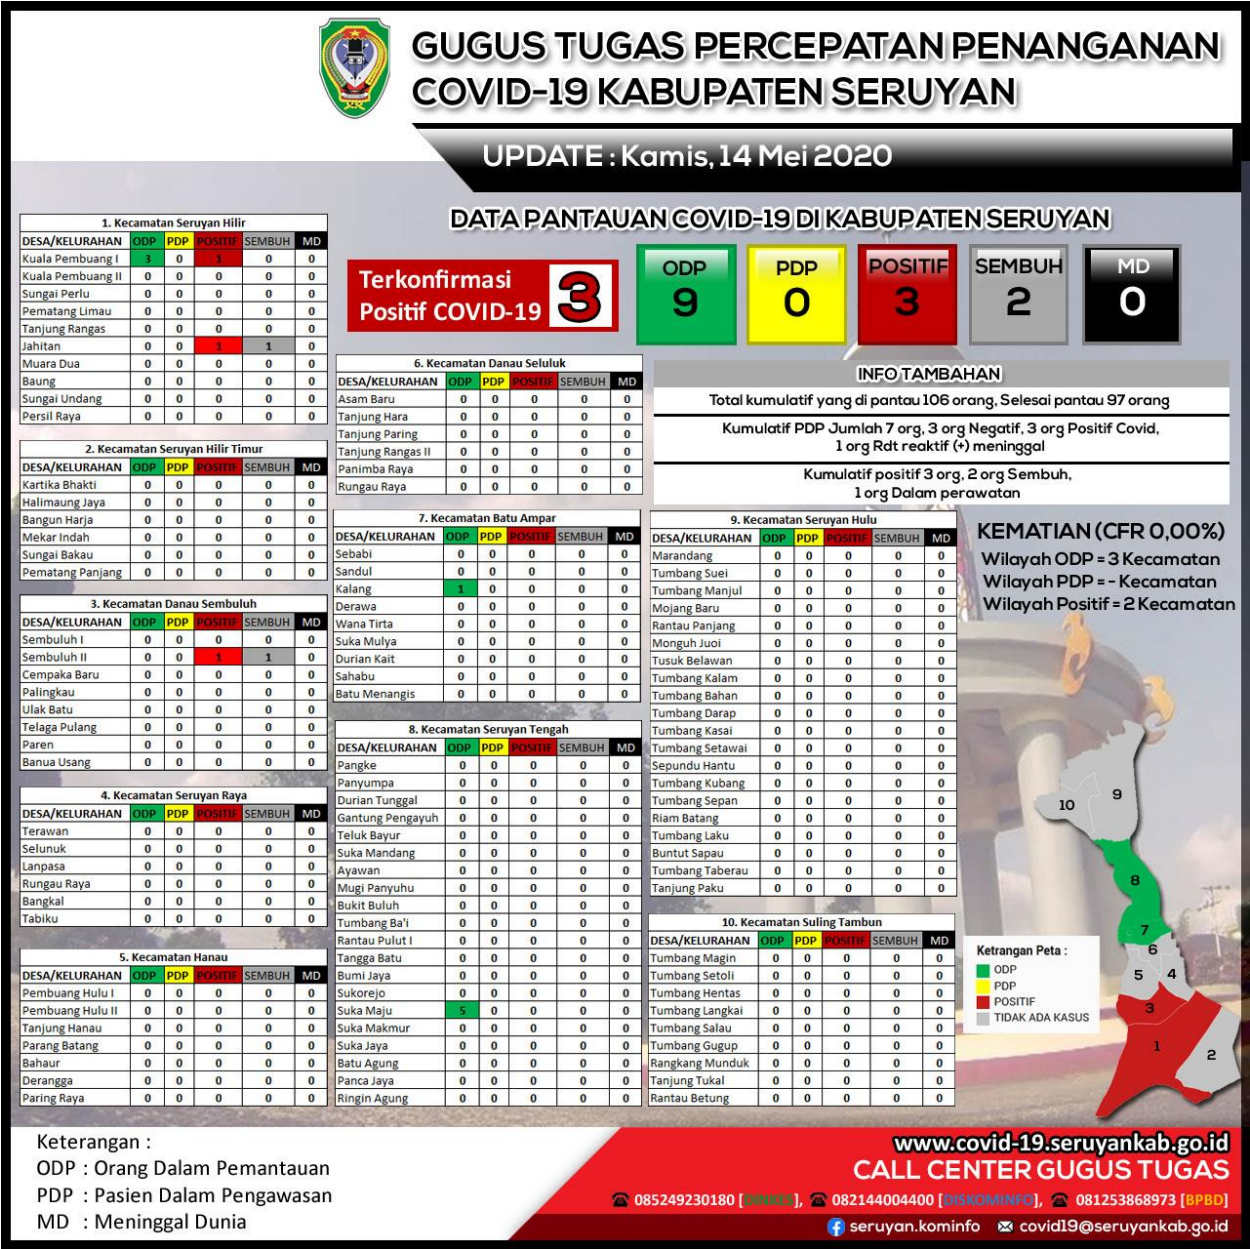 GUGUS TUGAS PERCEPATAN PENANGANAN
COVID-19 KABUPATEN SERUYAN
UPDATE : Kamis, 14 Mei 2020
DATA PANTAUAN COVID-19 DI KABUPATEN SERUYAN
Terkonfirmasi
Positif COVID-19 3
ODP 9
PDP 0
POSITIF 3
SEMBUH 2
MD 0
1. Kecamatan Seruyan Hilir
DESA/KELURAHAN ODP PDP POSITIF SEMBUH MD
Kuala Pembuang I 3 0 1 0 0
Kuala Pembuang II 0 0 0 0 0
Sungai Perlu 0 0 0 0 0
Pematang Limau 0 0 0 0 0
Tanjung Rangas 0 0 0 0 0
Jahitan 0 0 1 1 0
Muara Dua 0 0 0 0 0
Baung 0 0 0 0 0
Sungai Undang 0 0 0 0 0
Persil Raya 0 0 0 0 0
2. Kecamatan Seruyan Hilir Timur
DESA/KELURAHAN ODP PDP POSITIF SEMBUH MD
Kartika Bhakti 0 0 0 0 0
Halimaung Jaya 0 0 0 0 0
Bangun Harja 0 0 0 0 0
Mekar Indah 0 0 0 0 0
Sungai Bakau 0 0 0 0 0
Pematang Panjang 0 0 0 0 0
3. Kecamatan Danau Sembuluh
DESA/KELURAHAN ODP PDP POSITIF SEMBUH MD
Sembuluh I 0 0 0 0 0
Sembuluh II 0 0 1 1 0
Cempaka Baru 0 0 0 0 0
Palingkau 0 0 0 0 0
Ulak Batu 0 0 0 0 0
Telaga Pulang 0 0 0 0 0
Paren 0 0 0 0 0
Banua Usang 0 0 0 0 0
4. Kecamatan Seruyan Raya
DESA/KELURAHAN ODP PDP POSITIF SEMBUH MD
Terawan 0 0 0 0 0
Selunuk 0 0 0 0 0
Lanpasa 0 0 0 0 0
Rungau Raya 0 0 0 0 0
Bangkal 0 0 0 0 0
Tabiku 0 0 0 0 0
5. Kecamatan Hanau
DESA/KELURAHAN ODP PDP POSITIF SEMBUH MD
Pembuang Hulu I 0 0 0 0 0
Pembuang Hulu II 0 0 0 0 0
Tanjung Hanau 0 0 0 0 0
Parang Batang 0 0 0 0 0
Bahaur 0 0 0 0 0
Derangga 0 0 0 0 0
Paring Raya 0 0 0 0 0
6. Kecamatan Danau Seluluk
DESA/KELURAHAN ODP PDP POSITIF SEMBUH MD
Asam Baru 0 0 0 0 0
Tanjung Hara 0 0 0 0 0
Tanjung Paring 0 0 0 0 0
Tanjung Rangas II 0 0 0 0 0
Panimba Raya 0 0 0 0 0
Rungau Raya 0 0 0 0 0
7. Kecamatan Batu Ampar
DESA/KELURAHAN ODP PDP POSITIF SEMBUH MD
Sebabi 0 0 0 0 0
Sandul 0 0 0 0 0
Kalang 1 0 0 0 0
Derawa 0 0 0 0 0
Wana Tirta 0 0 0 0 0
Suka Mulya 0 0 0 0 0
Durian Kait 0 0 0 0 0
Sahabu 0 0 0 0 0
Batu Menangis 0 0 0 0 0
8. Kecamatan Seruyan Tengah
DESA/KELURAHAN ODP PDP POSITIF SEMBUH MD
Pangke 0 0 0 0 0
Panyumpa 0 0 0 0 0
Durian Tunggal 0 0 0 0 0
Gantung Pengayuh 0 0 0 0 0
Teluk Bayur 0 0 0 0 0
Suka Mandang 0 0 0 0 0
Ayawan 0 0 0 0 0
Mugi Panyuhu 0 0 0 0 0
Bukit Buluh 0 0 0 0 0
Tumbang Ba'i 0 0 0 0 0
Rantau Pulut I 0 0 0 0 0
Tangga Batu 0 0 0 0 0
Bumi Jaya 0 0 0 0 0
Sukorejo 0 0 0 0 0
Suka Maju 5 0 0 0 0
Suka Makmur 0 0 0 0 0
Suka Jaya 0 0 0 0 0
Batu Agung 0 0 0 0 0
Panca Jaya 0 0 0 0 0
Ringin Agung 0 0 0 0 0
INFO TAMBAHAN
Total kumulatif yang di pantau 106 orang, Selesai pantau 97 orang
Kumulatif PDP Jumlah 7 org, 3 org Negatif, 3 org Positif Covid,
1 org Rdt reaktif (+) meninggal
Kumulatif positif 3 org, 2 org Sembuh,
1 org Dalam perawatan
9. Kecamatan Seruyan Hulu
DESA/KELURAHAN ODP PDP POSITIF SEMBUH MD
Marandang 0 0 0 0 0
Tumbang Suei 0 0 0 0 0
Tumbang Manjul 0 0 0 0 0
Mojang Baru 0 0 0 0 0
Rantau Panjang 0 0 0 0 0
Monguh Juoi 0 0 0 0 0
Tusuk Belawan 0 0 0 0 0
Tumbang Kalam 0 0 0 0 0
Tumbang Bahan 0 0 0 0 0
Tumbang Darap 0 0 0 0 0
Tumbang Kasai 0 0 0 0 0
Tumbang Setawai 0 0 0 0 0
Sepundu Hantu 0 0 0 0 0
Tumbang Kubang 0 0 0 0 0
Tumbang Sepan 0 0 0 0 0
Riam Batang 0 0 0 0 0
Tumbang Laku 0 0 0 0 0
Buntut Sapau 0 0 0 0 0
Tumbang Taberau 0 0 0 0 0
Tanjung Paku 0 0 0 0 0
10. Kecamatan Suling Tambun
DESA/KELURAHAN ODP PDP POSITIF SEMBUH MD
Tumbang Magin 0 0 0 0 0
Tumbang Setoli 0 0 0 0 0
Tumbang Hentas 0 0 0 0 0
Tumbang Langkai 0 0 0 0 0
Tumbang Salau 0 0 0 0 0
Tumbang Gugup 0 0 0 0 0
Rangkang Munduk 0 0 0 0 0
Tanjung Tukal 0 0 0 0 0
Rantau Betung 0 0 0 0 0
KEMATIAN (CFR 0,00%)
Wilayah ODP = 3 Kecamatan
Wilayah PDP = - Kecamatan
Wilayah Positif = 2 Kecamatan
9
10
8
7
6
5 4
3
1
2
Ketrangan Peta :
ODP
PDP
POSITIF
TIDAK ADA KASUS
Keterangan :
ODP : Orang Dalam Pemantauan
PDP : Pasien Dalam Pengawasan
MD : Meninggal Dunia
www.covid-19.seruyankab.go.id
CALL CENTER GUGUS TUGAS
085249230180 [DINKES], 082144004400 [DISKOMINFO], 081253868973 [BPBD]
seruyan.kominfo covid19@seruyankab.go.id